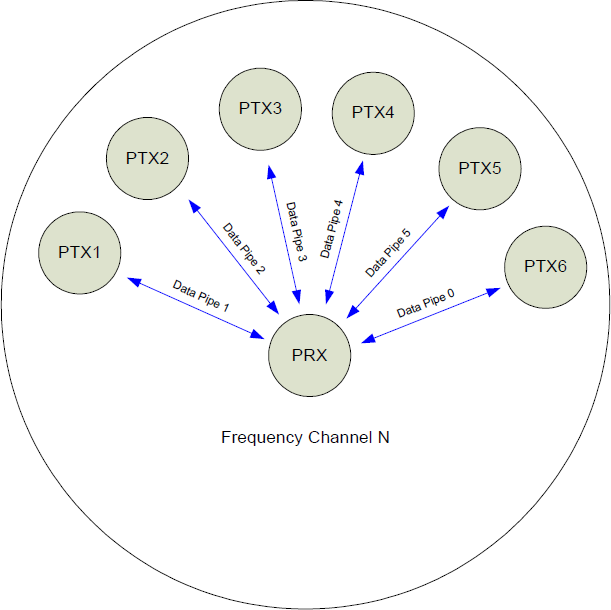 PTX3
PTX4
PTX2
PTX5
PTX1
PTX6
Data Pipe 1
Data Pipe 2
Data Pipe 3
Data Pipe 4
Data Pipe 5
Data Pipe 0
PRX
Frequency Channel N